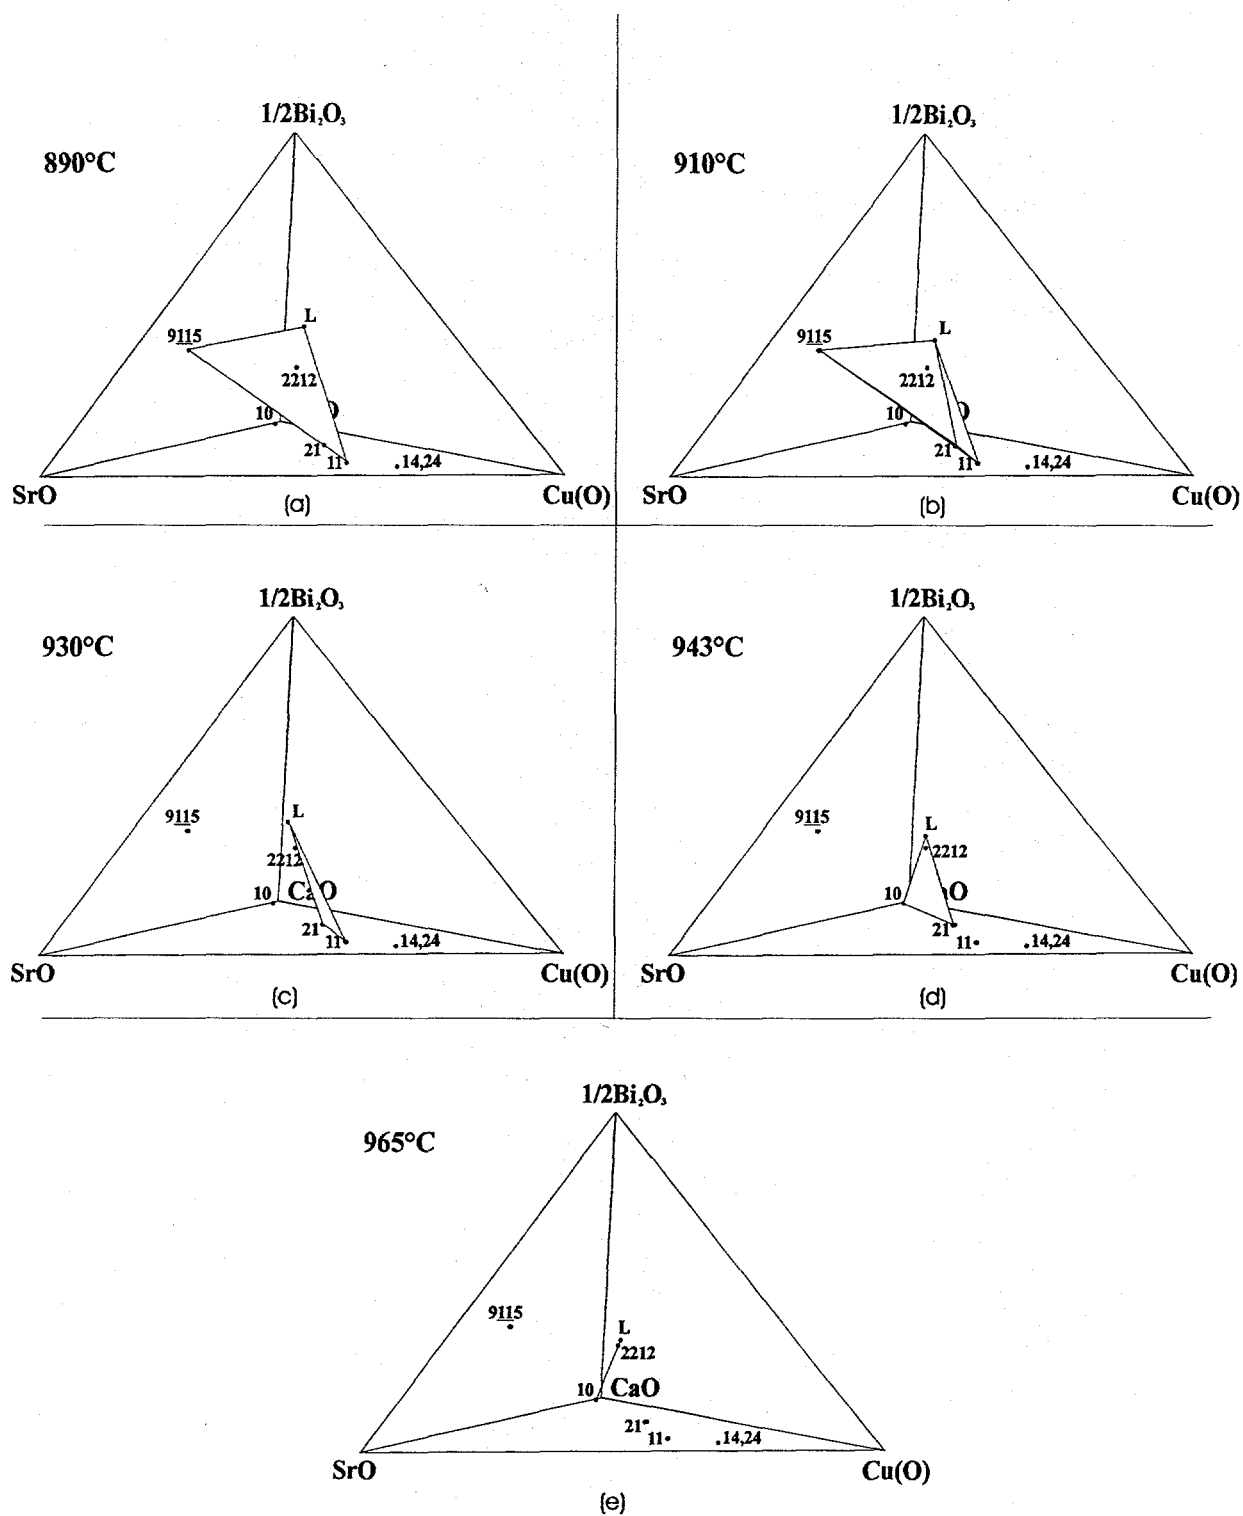 1/2Bi₂O₃
890°C
L
9115
2212
10
O
21
11
.14,24
SrO
Cu(O)
(a)
1/2Bi₂O₃
910°C
L
9115
2212
10
O
21
11
.14,24
SrO
Cu(O)
(b)
1/2Bi₂O₃
930°C
L
9115
2212
10
CaO
21
11
.14,24
SrO
Cu(O)
(c)
1/2Bi₂O₃
943°C
L
9115
2212
10
O
21
11
.14,24
SrO
Cu(O)
(d)
1/2Bi₂O₃
965°C
9115
L
2212
10
CaO
21
11
.14,24
SrO
Cu(O)
(e)